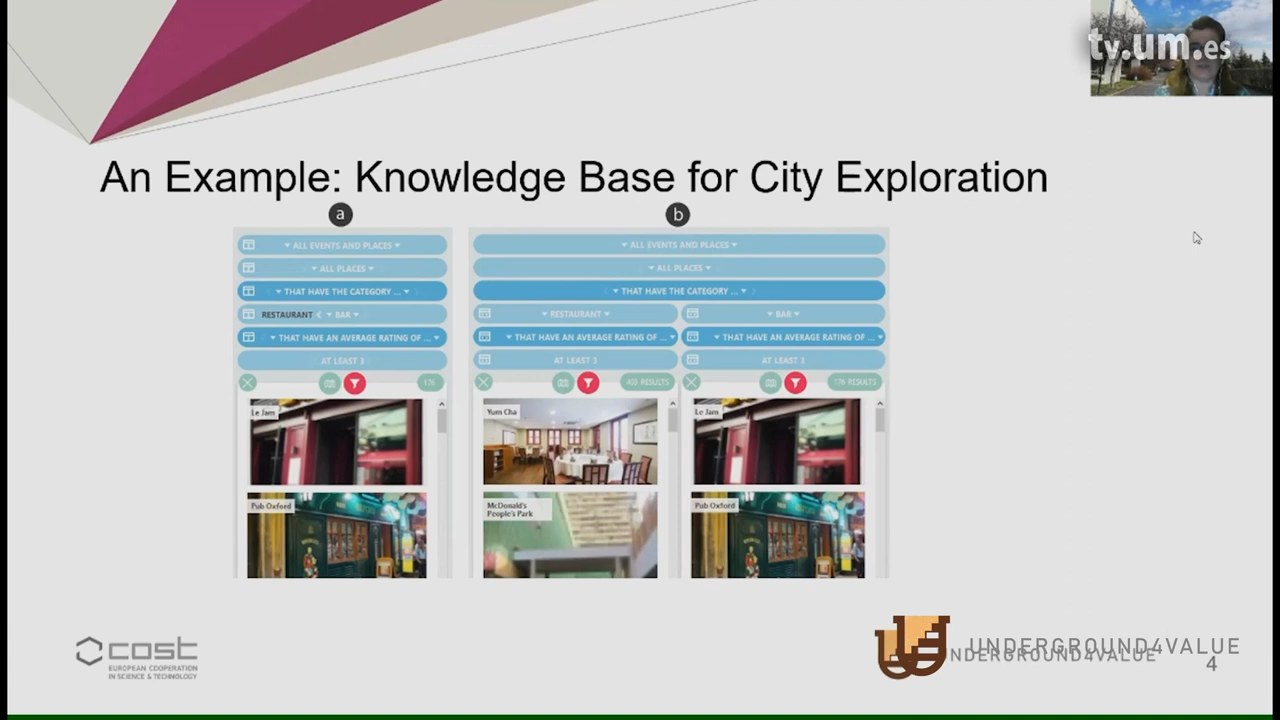 tv.um.es
An Example: Knowledge Base for City Exploration
a
b
ALL EVENTS AND PLACES
ALL PLACES
THAT HAVE THE CATEGORY ...
RESTAURANT < BAR
THAT HAVE AN AVERAGE RATING OF ...
AT LEAST 3
176
Le Jam
Pub Oxford
ALL EVENTS AND PLACES
ALL PLACES
THAT HAVE THE CATEGORY ...
RESTAURANT
BAR
THAT HAVE AN AVERAGE RATING OF ...
THAT HAVE AN AVERAGE RATING OF ...
AT LEAST 3
AT LEAST 3
RESULTS
176 RESULTS
Yum Cha
Le Jam
McDonald's
People's Park
Pub Oxford
cost
EUROPEAN COOPERATION
IN SCIENCE & TECHNOLOGY
UNDERGROUND4VALUE
UNDERGROUND4VALUE
4